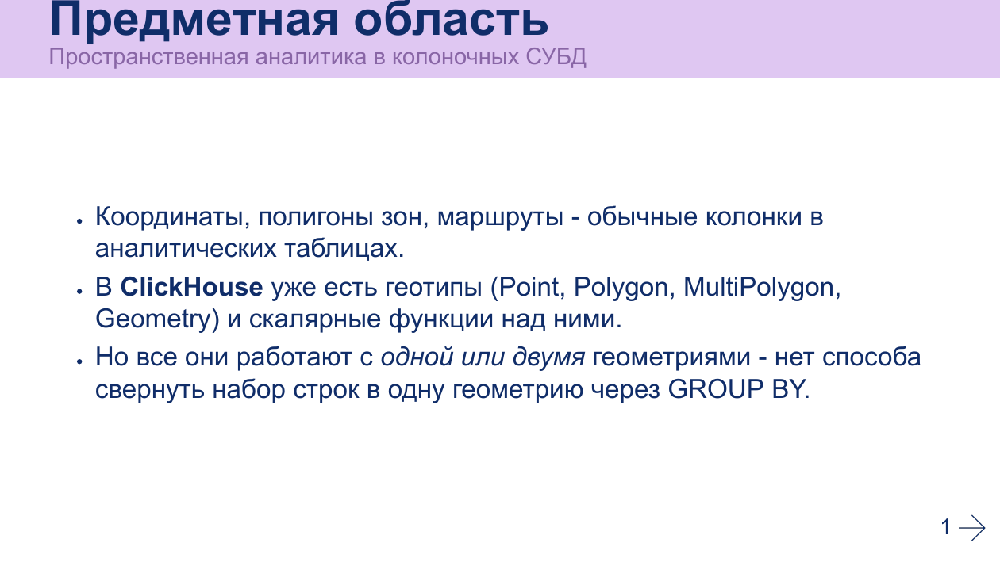 Предметная область
Пространственная аналитика в колоночных СУБД
• Координаты, полигоны зон, маршруты - обычные колонки в
аналитических таблицах.
• В ClickHouse уже есть геотипы (Point, Polygon, MultiPolygon,
Geometry) и скалярные функции над ними.
• Но все они работают с одной или двумя геометриями - нет способа
свернуть набор строк в одну геометрию через GROUP BY.
1